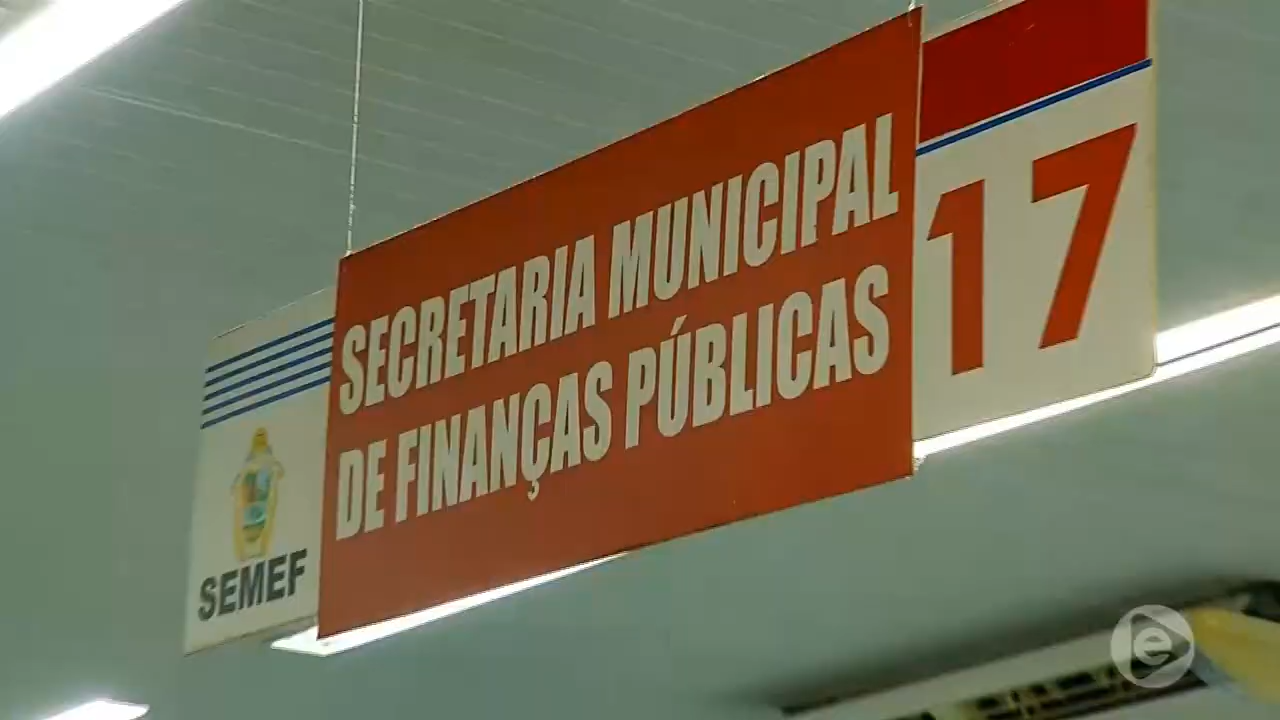 SECRETARIA MUNICIPAL
DE FINANÇAS PÚBLICAS
17
SEMEF
e